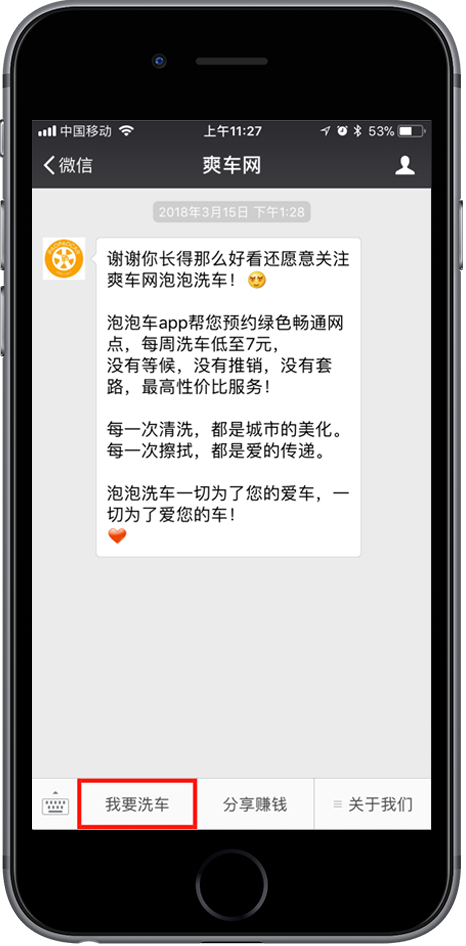 中国移动 上午11:27 53%
微信 爽车网
2018年3月15日 下午1:28
谢谢你长得那么好看还愿意关注
爽车网泡泡洗车！😍
泡泡车app帮您预约绿色畅通网
点，每周洗车低至7元，
没有等候，没有推销，没有套
路，最高性价比服务！
每一次清洗，都是城市的美化。
每一次擦拭，都是爱的传递。
泡泡洗车一切为了您的爱车，一
切为了爱您的车！
❤️
我要洗车 分享赚钱 关于我们